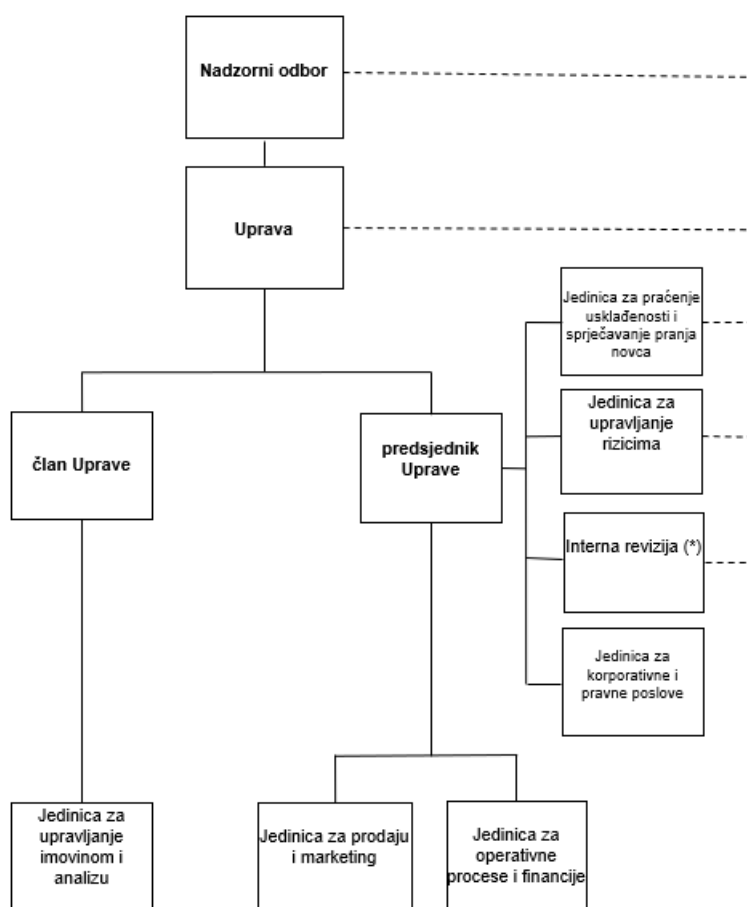 Nadzorni odbor
Uprava
Jedinica za praćenje
usklađenosti i
sprječavanje pranja
novca
Jedinica za
upravljanje
rizicima
član Uprave
predsjednik
Uprave
Interna revizija (*)
Jedinica za
korporativne i
pravne poslove
Jedinica za
upravljanje
imovinom i
analizu
Jedinica za prodaju
i marketing
Jedinica za
operativne
procese i financije